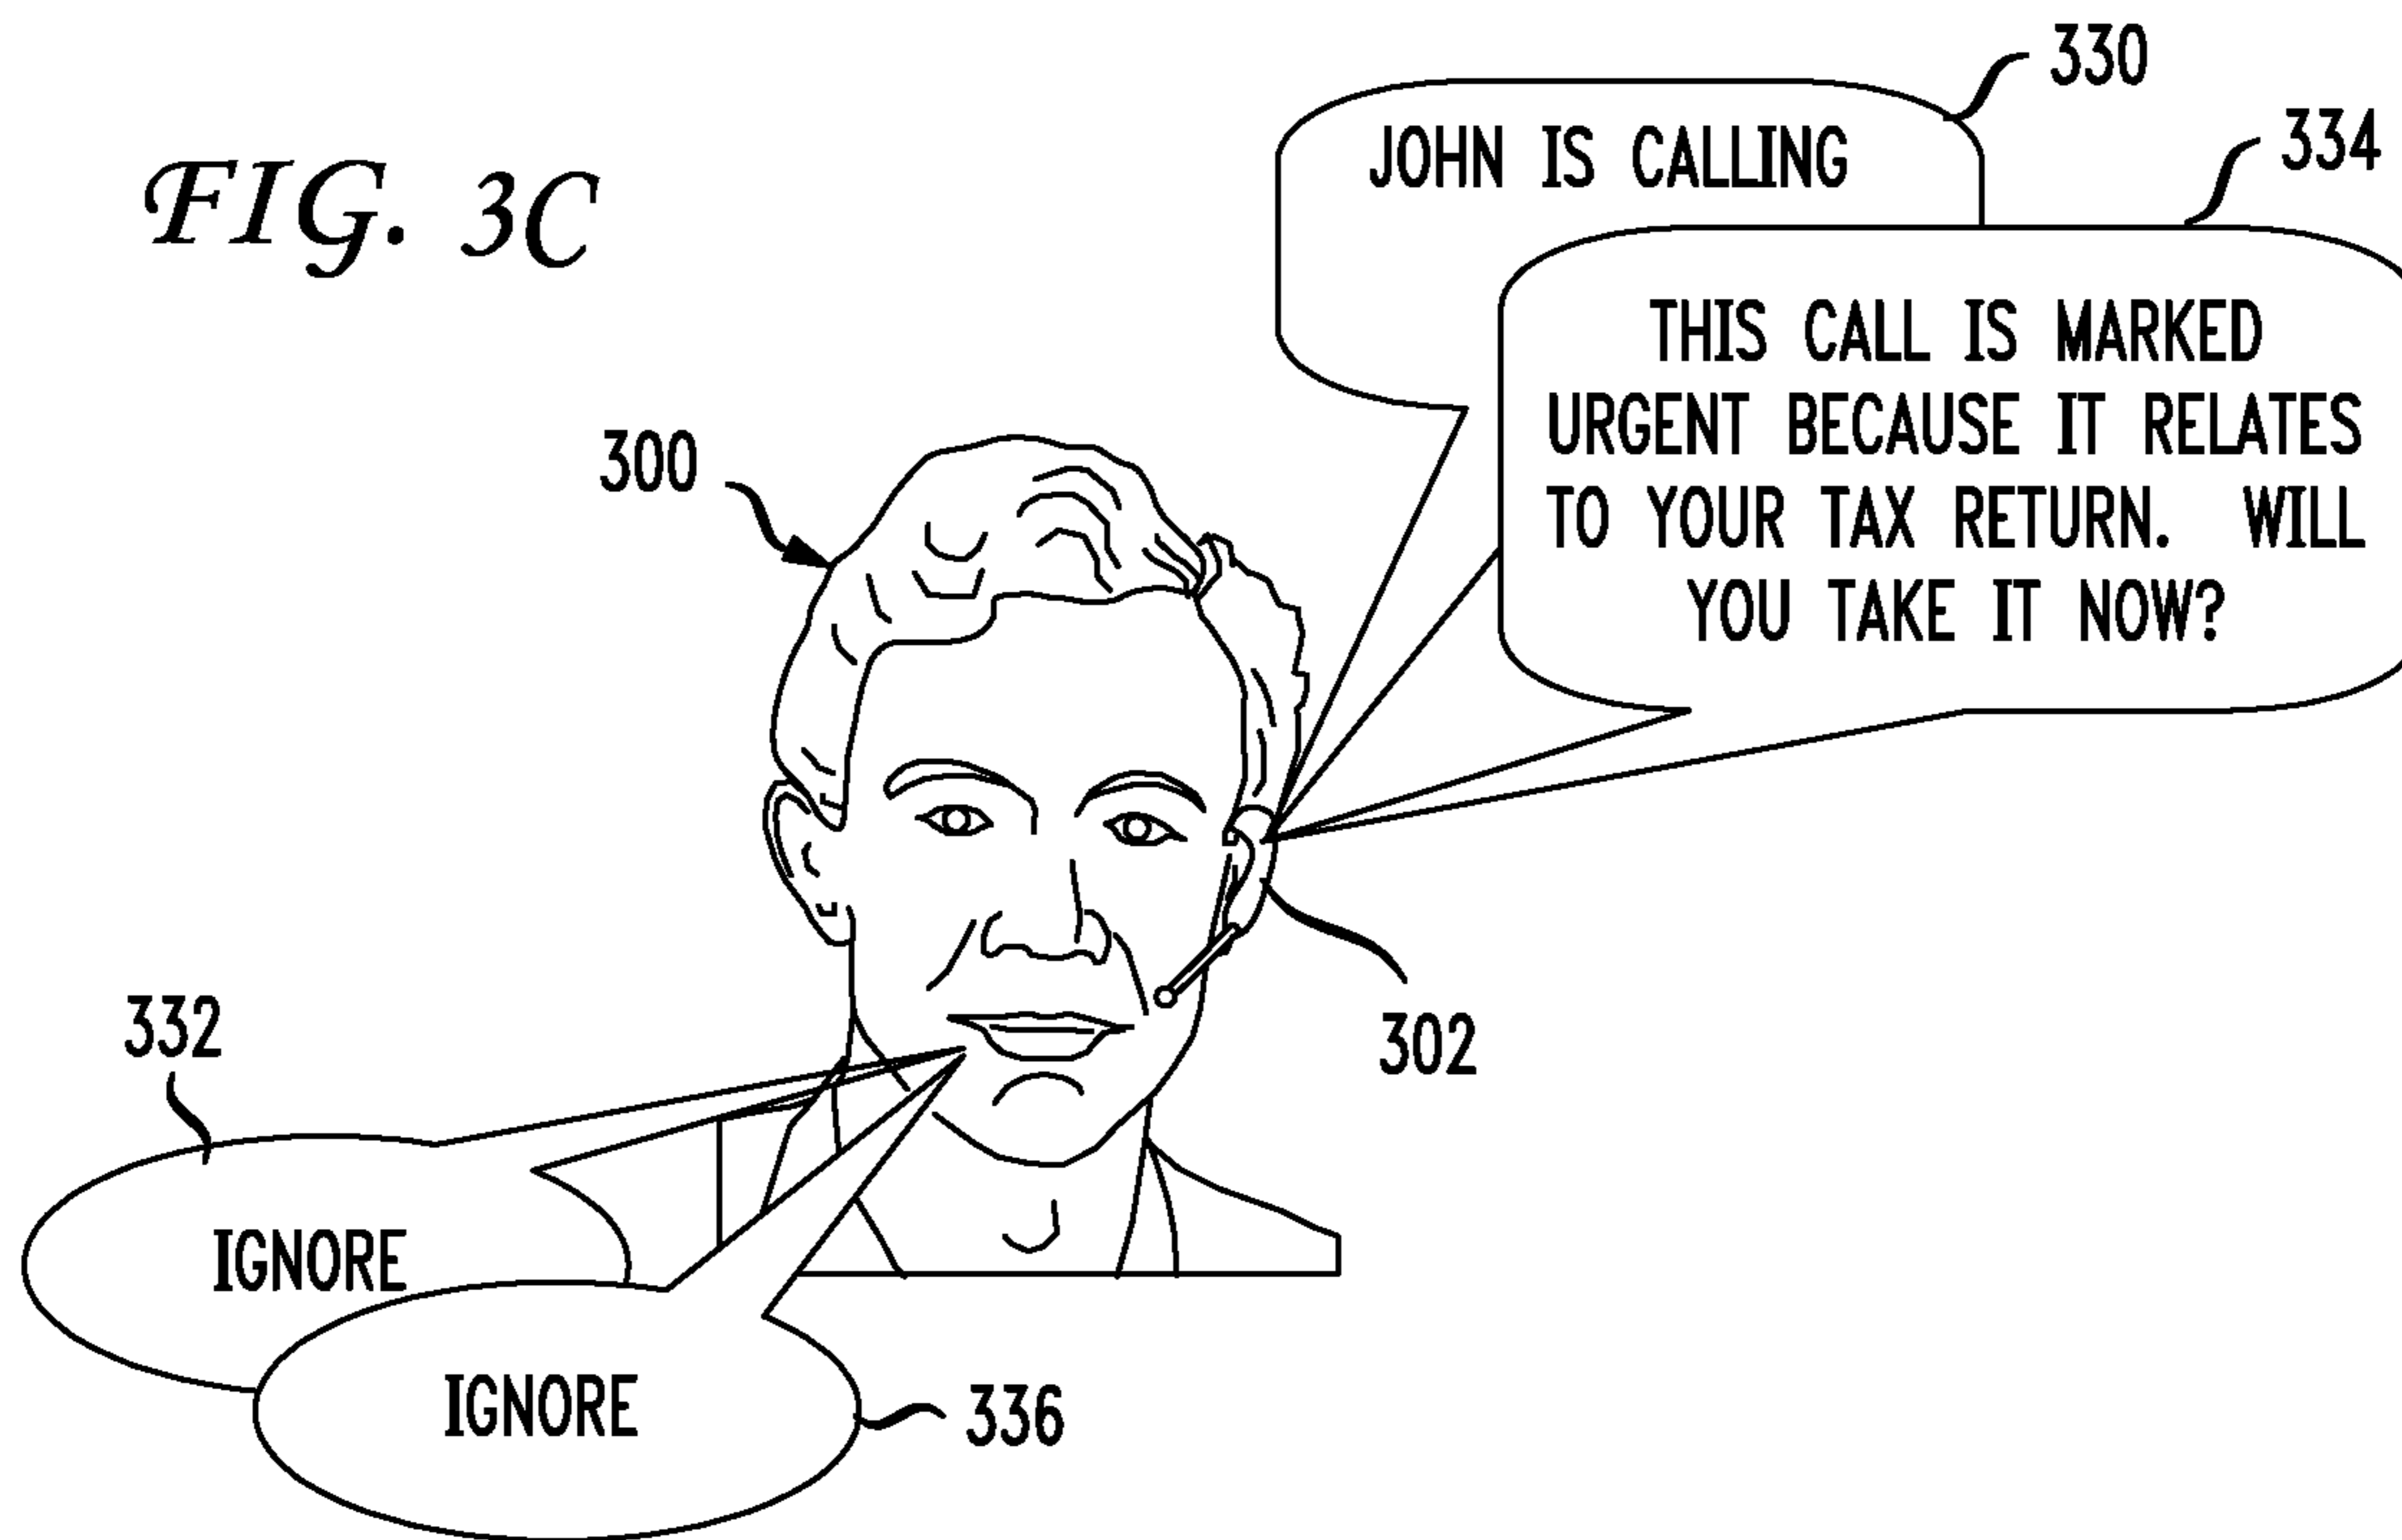 FIG. 3C
330
JOHN IS CALLING
334
THIS CALL IS MARKED
URGENT BECAUSE IT RELATES
TO YOUR TAX RETURN. WILL
YOU TAKE IT NOW?
300
302
332
IGNORE
IGNORE
336